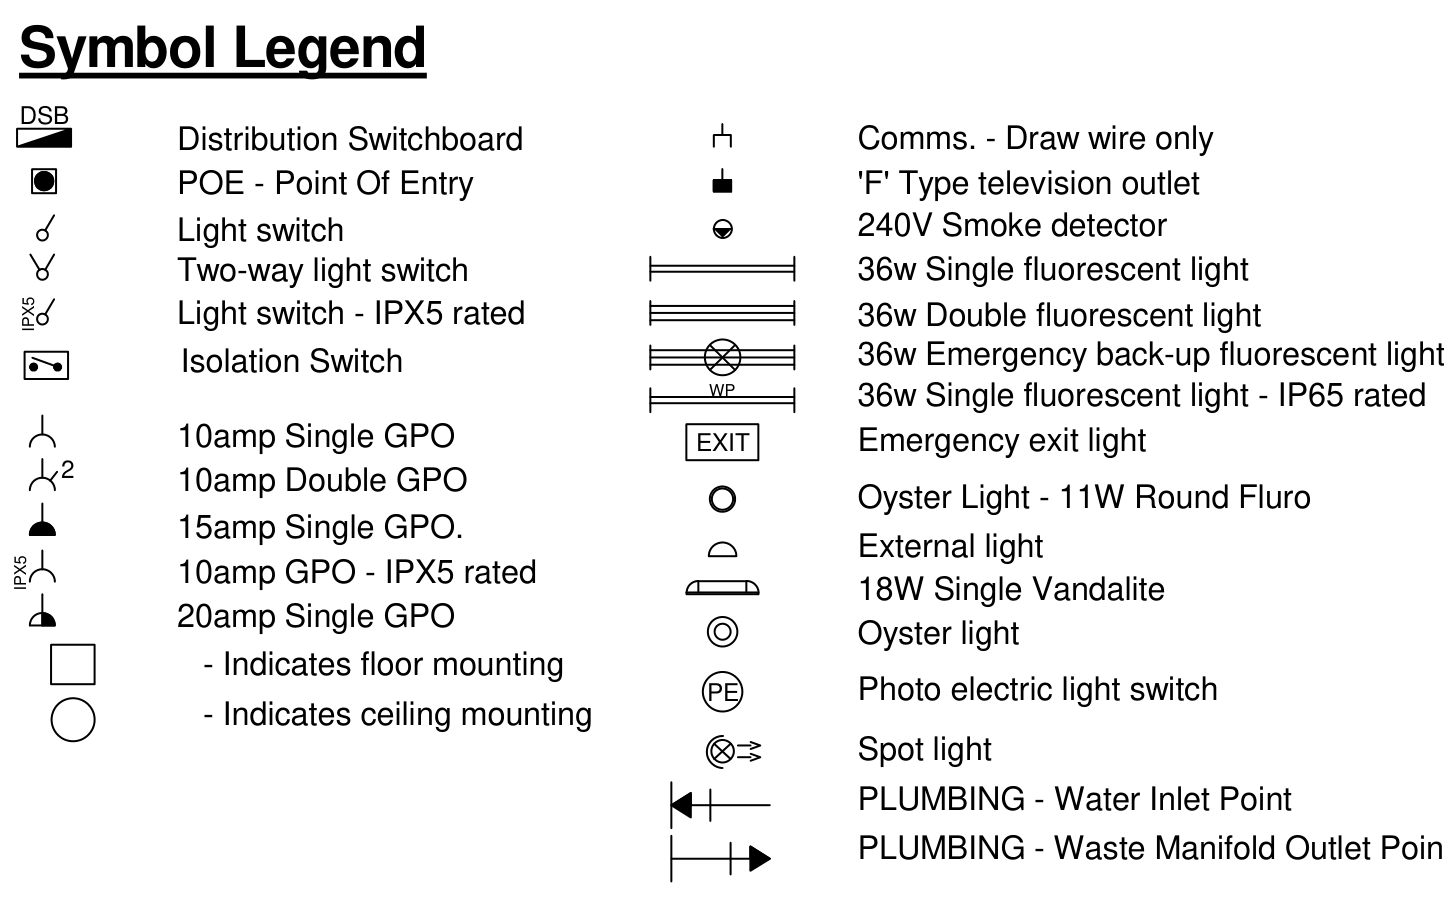 Symbol Legend
DSB
Distribution Switchboard
POE - Point Of Entry
Light switch
Two-way light switch
IPX5
Light switch - IPX5 rated
Isolation Switch
10amp Single GPO
2
10amp Double GPO
15amp Single GPO.
IPX5
10amp GPO - IPX5 rated
20amp Single GPO
- Indicates floor mounting
- Indicates ceiling mounting
Comms. - Draw wire only
'F' Type television outlet
240V Smoke detector
36w Single fluorescent light
36w Double fluorescent light
36w Emergency back-up fluorescent light
WP
36w Single fluorescent light - IP65 rated
EXIT
Emergency exit light
Oyster Light - 11W Round Fluro
External light
18W Single Vandalite
Oyster light
PE
Photo electric light switch
Spot light
PLUMBING - Water Inlet Point
PLUMBING - Waste Manifold Outlet Poin